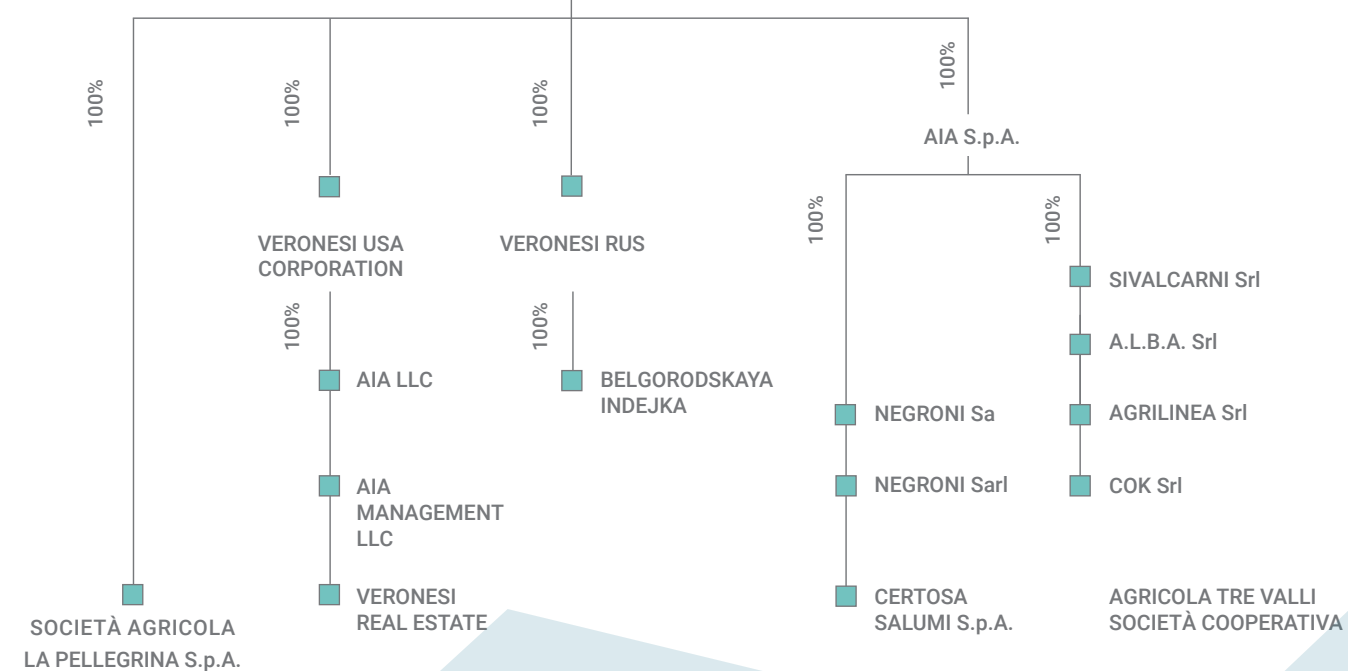 100%
100%
100%
100%
AIA S.p.A.
100%
100%
VERONESI USA
CORPORATION
VERONESI RUS
SIVALCARNI Srl
100%
100%
A.L.B.A. Srl
AIA LLC
BELGORODSKAYA
INDEJKA
NEGRONI Sa
AGRILINEA Srl
AIA
MANAGEMENT
LLC
NEGRONI Sarl
COK Srl
SOCIETÀ AGRICOLA
LA PELLEGRINA S.p.A.
VERONESI
REAL ESTATE
CERTOSA
SALUMI S.p.A.
AGRICOLA TRE VALLI
SOCIETÀ COOPERATIVA